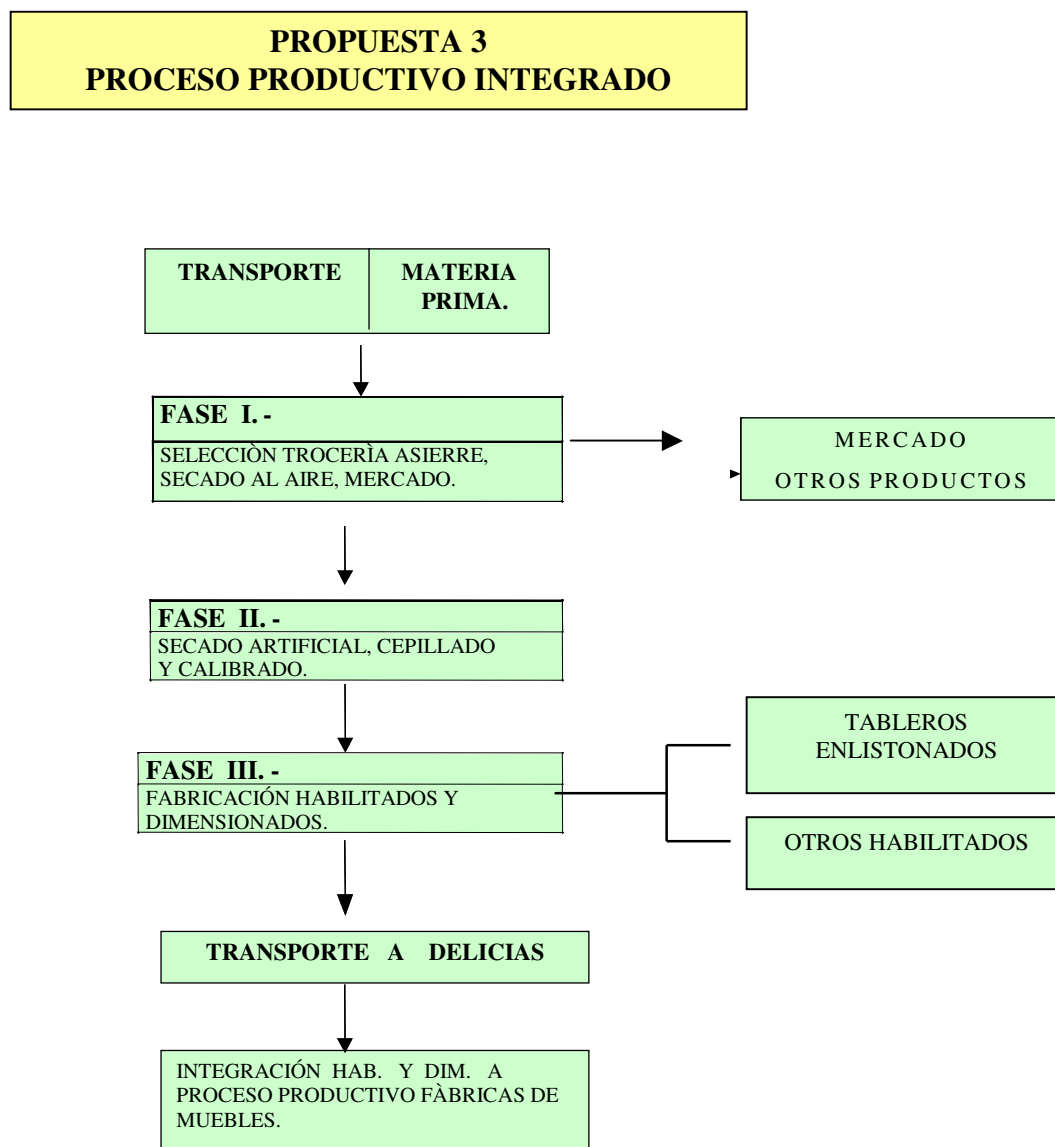 PROPUESTA 3
PROCESO PRODUCTIVO INTEGRADO
TRANSPORTE
MATERIA
PRIMA.
FASE I. -
SELECCIÒN TROCERÌA ASIERRE,
SECADO AL AIRE, MERCADO.
MERCADO
OTROS PRODUCTOS
FASE II. -
SECADO ARTIFICIAL, CEPILLADO
Y CALIBRADO.
FASE III. -
FABRICACIÓN HABILITADOS Y
DIMENSIONADOS.
TABLEROS
ENLISTONADOS
OTROS HABILITADOS
TRANSPORTE A DELICIAS
INTEGRACIÓN HAB. Y DIM. A
PROCESO PRODUCTIVO FÀBRICAS DE
MUEBLES.